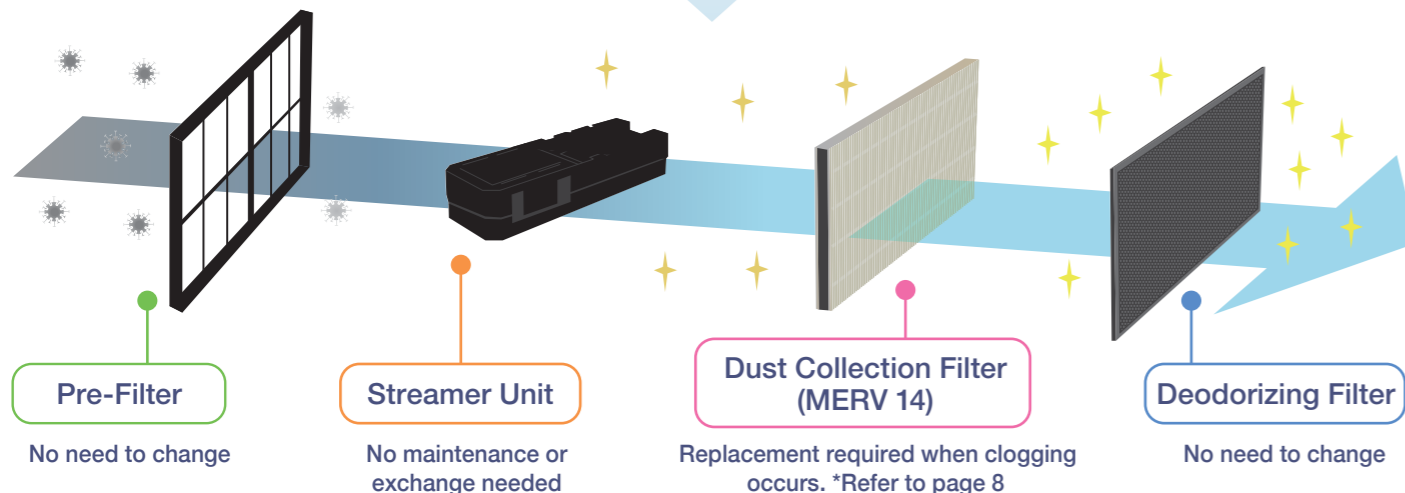 Pre-Filter
No need to change
Streamer Unit
No maintenance or
exchange needed
Dust Collection Filter
(MERV 14)
Replacement required when clogging
occurs. *Refer to page 8
Deodorizing Filter
No need to change